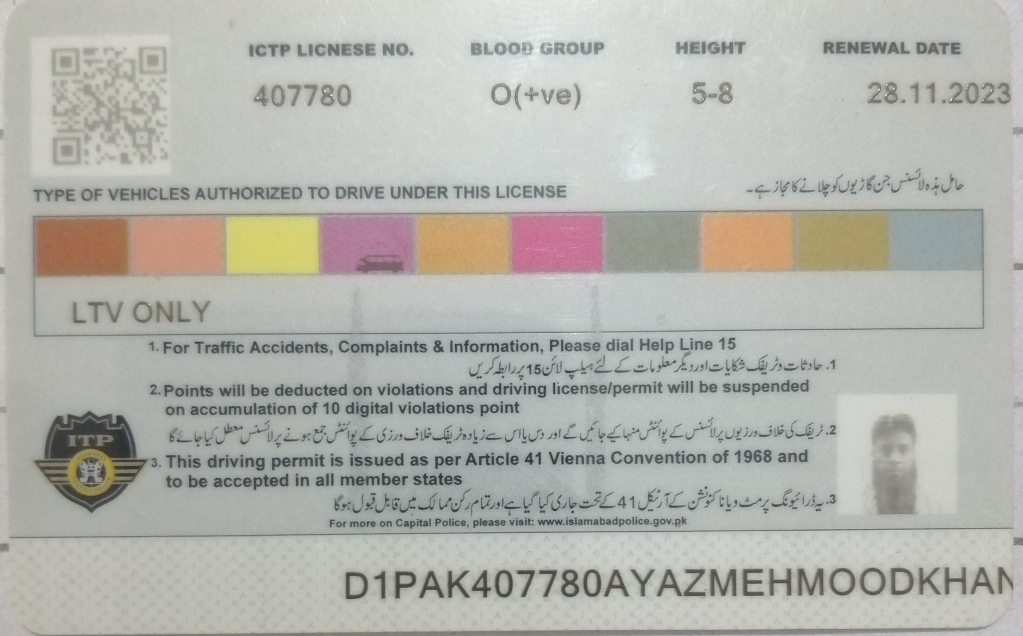 ICTP LICNESE NO. BLOOD GROUP HEIGHT RENEWAL DATE
407780 O(+ve) 5-8 28.11.2023
TYPE OF VEHICLES AUTHORIZED TO DRIVE UNDER THIS LICENSE
حامل ہذہ لائسنس جن گاڑیوں کو چلانے کا مجاز ہے۔
LTV ONLY
1. For Traffic Accidents, Complaints & Information, Please dial Help Line 15
1. حادثات و ٹریفک شکایات اور دیگر معلومات کے لئے ہیلپ لائن 15 پر رابطہ کریں
2. Points will be deducted on violations and driving license/permit will be suspended
on accumulation of 10 digital violations point
2. ٹریفک کی خلاف ورزیوں پر لائسنس کے پوائنٹس منہا کیے جائیں گے اور دس یا اس سے زیادہ ٹریفک خلاف ورزی کے پوائنٹس جمع ہونے پر لائسنس معطل کیا جائے گا
ITP
3. This driving permit is issued as per Article 41 Vienna Convention of 1968 and
to be accepted in all member states
3. یہ ڈرائیونگ پرمٹ ویانا کنونشن کے آرٹیکل 41 کے تحت جاری کیا گیا ہے اور تمام رکن ممالک میں قابل قبول ہوگا
For more on Capital Police, please visit: www.islamabadpolice.gov.pk
D1PAK407780AYAZMEHMOODKHAN